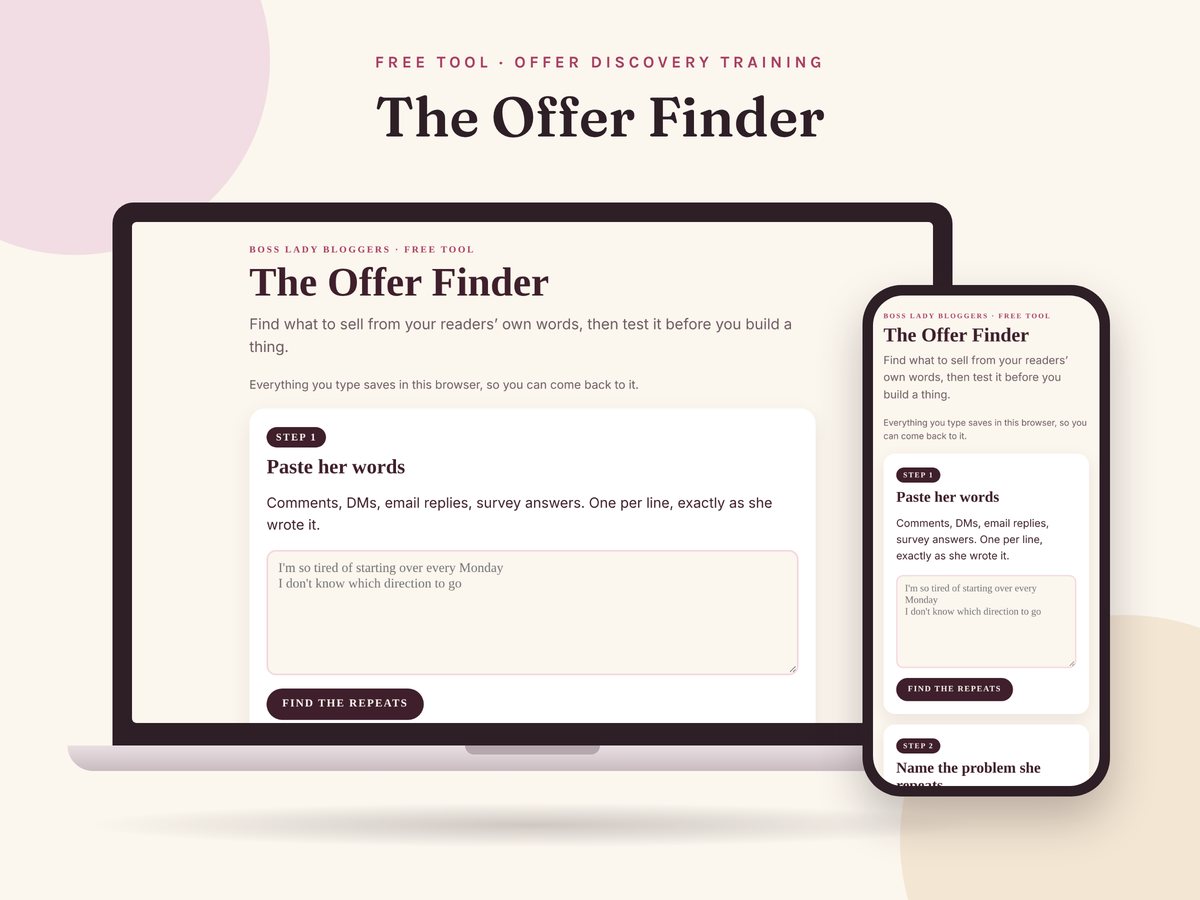 FREE TOOL · OFFER DISCOVERY TRAINING
The Offer Finder
BOSS LADY BLOGGERS · FREE TOOL
The Offer Finder
Find what to sell from your readers’ own words, then test it before you build a
thing.
Everything you type saves in this browser, so you can come back to it.
STEP 1
Paste her words
Comments, DMs, email replies, survey answers. One per line, exactly as she
wrote it.
I'm so tired of starting over every Monday
I don't know which direction to go
FIND THE REPEATS
BOSS LADY BLOGGERS · FREE TOOL
The Offer Finder
Find what to sell from your readers’
own words, then test it before you
build a thing.
Everything you type saves in this browser, so you
can come back to it.
STEP 1
Paste her words
Comments, DMs, email replies,
survey answers. One per line,
exactly as she wrote it.
I'm so tired of starting over every
Monday
I don't know which direction to go
FIND THE REPEATS
STEP 2
Name the problem she
repeats